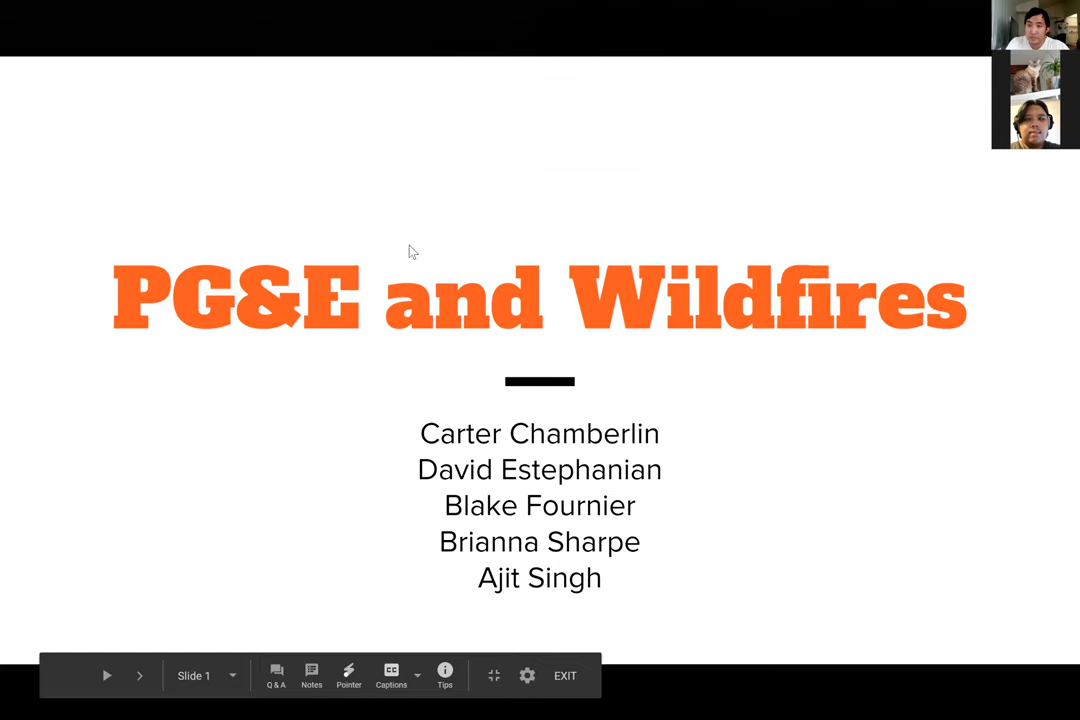 PG&E and Wildfires
Carter Chamberlin
David Estephanian
Blake Fournier
Brianna Sharpe
Ajit Singh
Slide 1
Q & A
Notes
Pointer
CC
Captions
Tips
EXIT